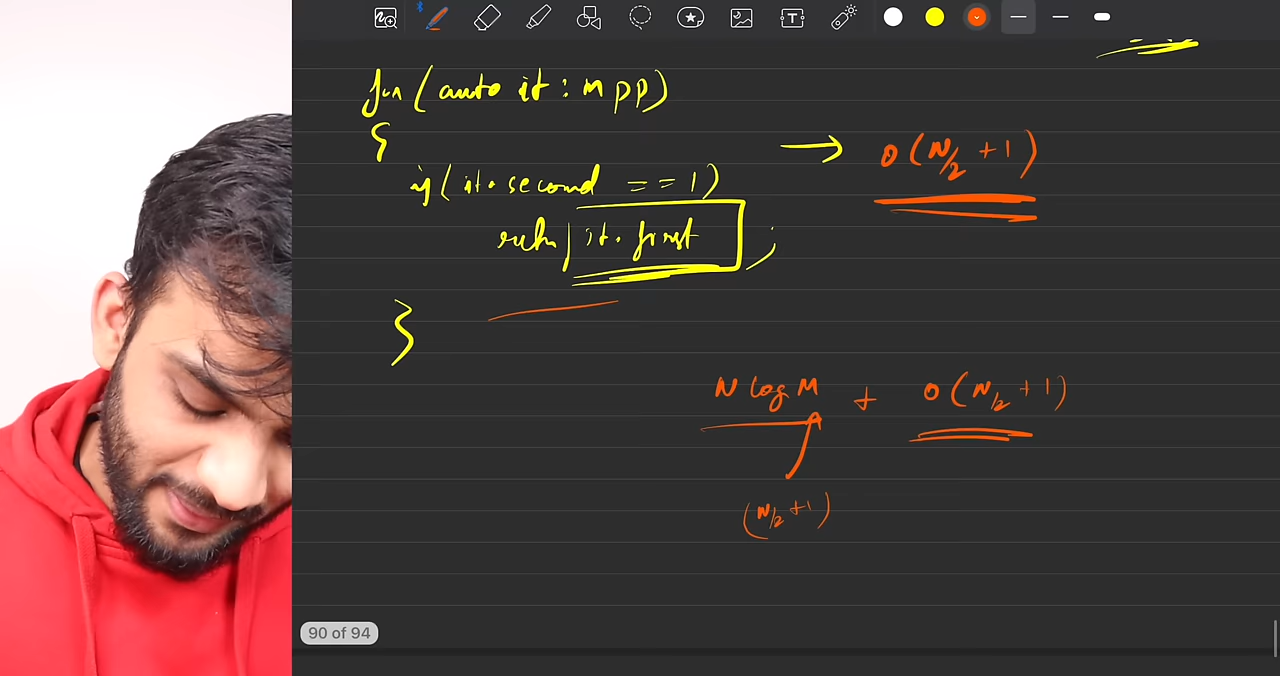 for (auto it : mpp)
{
if (it.second == 1)
return it.first ;
}
→ O(N/2 + 1)
N log M + O(N/2 + 1)
(N/2 + 1)
90 of 94